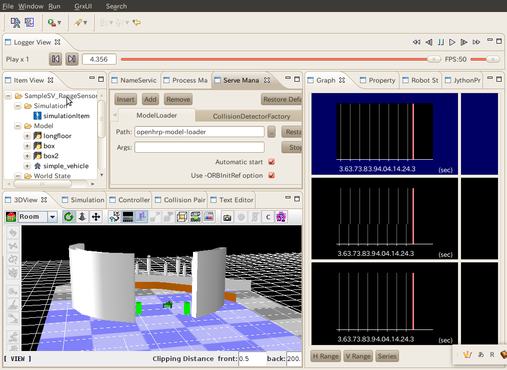 File Run GrxUI Search
Logger View
Play x 1 4.356 FPS:50
Item View
SampleSV_RangeSensor
Simulation
simulationItem
Model
longfloor
box
box2
simple_vehicle
World State
NameServic Process Ma Serve Mana
Insert Add Remove Restore Defa
ModelLoader CollisionDetectorFactory
Path: openhrp-model-loader ... Resta
Args: Stop
Automatic start
Use -ORBInitRef option
3DView Simulation Controller Collision Pair Text Editor
Room C
[ VIEW ] Clipping Distance front: 0.5 back: 200.
Graph Property Robot St JythonPr
3.63.73.83.94.04.14.24.3 (sec)
3.63.73.83.94.04.14.24.3 (sec)
3.63.73.83.94.04.14.24.3 (sec)
H Range V Range Series
あ R